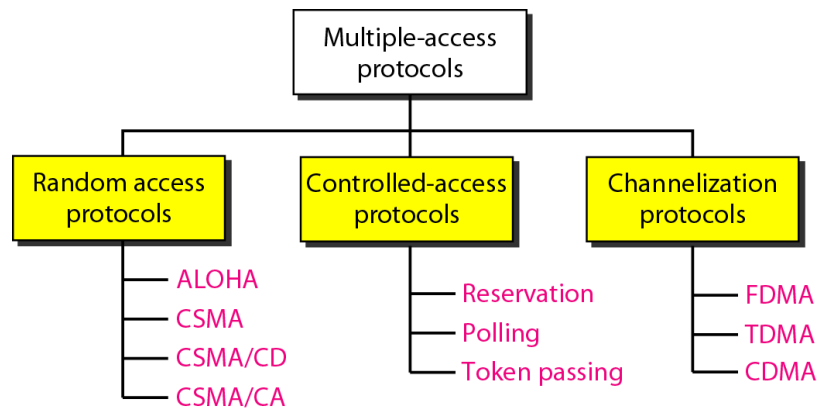 Multiple-access
protocols
Random access
protocols
Controlled-access
protocols
Channelization
protocols
ALOHA
CSMA
CSMA/CD
CSMA/CA
Reservation
Polling
Token passing
FDMA
TDMA
CDMA